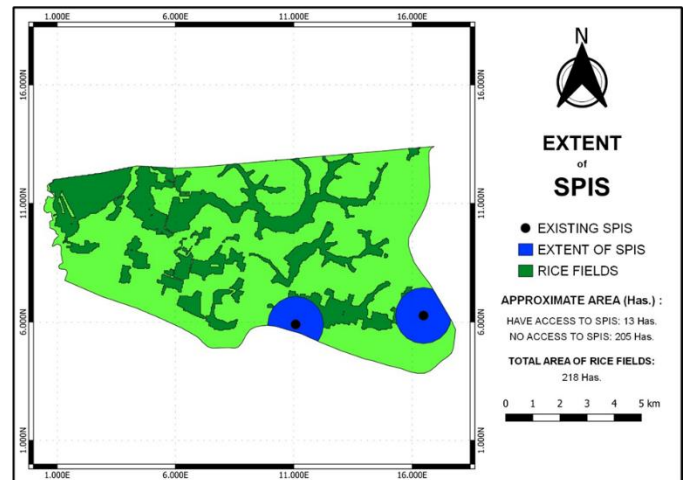 1.000E 6.000E 11.000E 16.000E
16.000N 16.000N
11.000N 11.000N
6.000N 6.000N
1.000N 1.000N
1.000E 6.000E 11.000E 16.000E
N
EXTENT
of
SPIS
EXISTING SPIS
EXTENT OF SPIS
RICE FIELDS
APPROXIMATE AREA (Has.) :
HAVE ACCESS TO SPIS: 13 Has.
NO ACCESS TO SPIS: 205 Has.
TOTAL AREA OF RICE FIELDS:
218 Has.
0 1 2 3 4 5 km